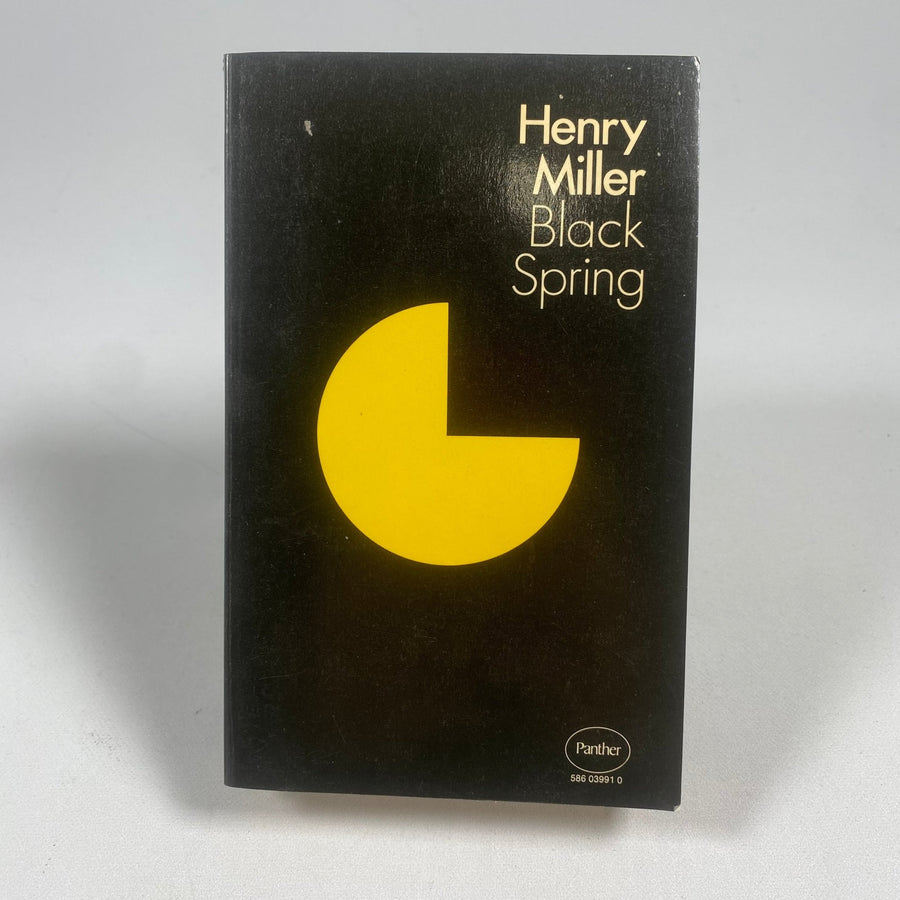 Henry
Miller
Black
Spring
Panther
586 03991 0